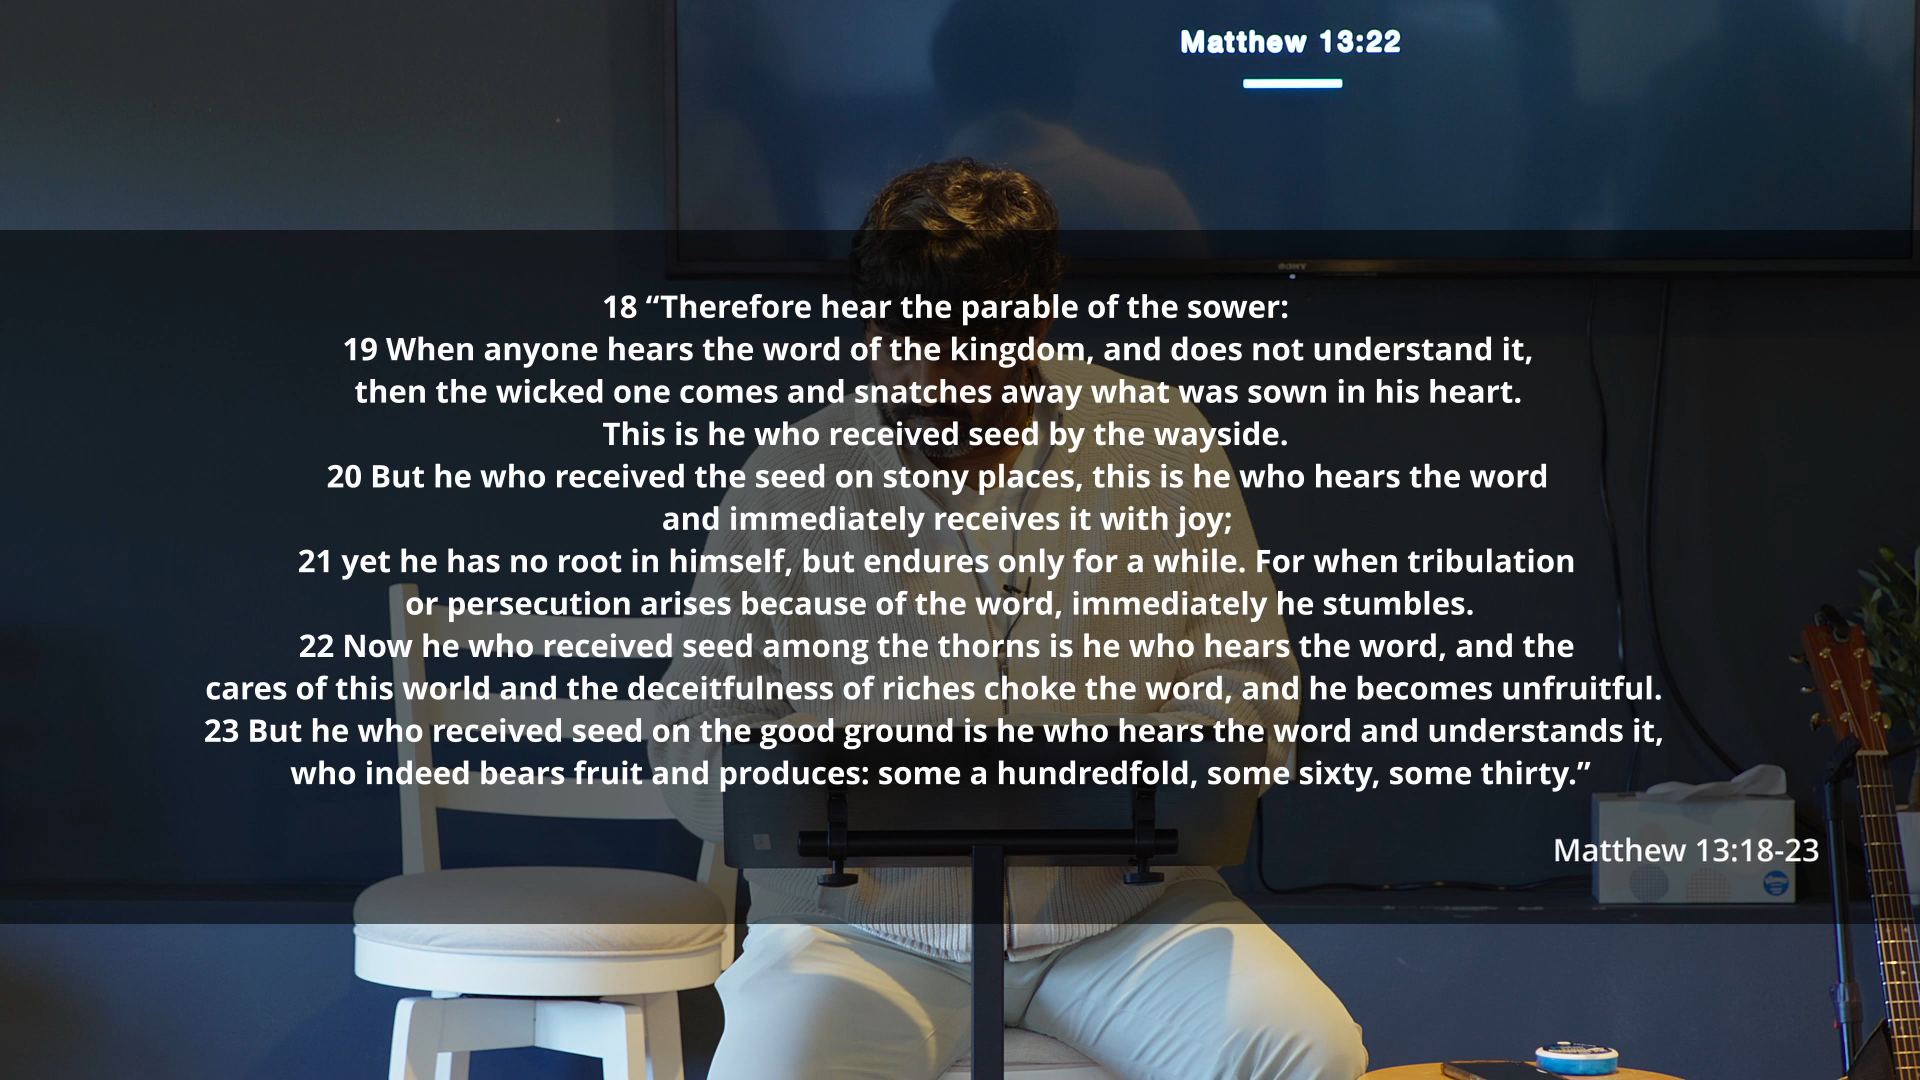 Matthew 13:22
SONY
18 “Therefore hear the parable of the sower:
19 When anyone hears the word of the kingdom, and does not understand it,
then the wicked one comes and snatches away what was sown in his heart.
This is he who received seed by the wayside.
20 But he who received the seed on stony places, this is he who hears the word
and immediately receives it with joy;
21 yet he has no root in himself, but endures only for a while. For when tribulation
or persecution arises because of the word, immediately he stumbles.
22 Now he who received seed among the thorns is he who hears the word, and the
cares of this world and the deceitfulness of riches choke the word, and he becomes unfruitful.
23 But he who received seed on the good ground is he who hears the word and understands it,
who indeed bears fruit and produces: some a hundredfold, some sixty, some thirty.”
Matthew 13:18-23